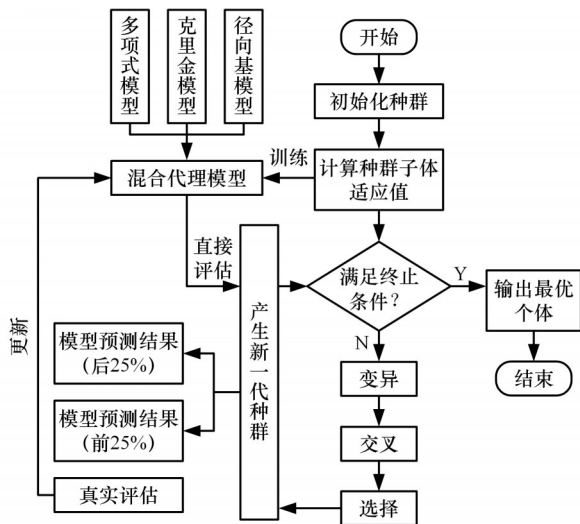 多项式模型
克里金模型
径向基模型
开始
初始化种群
训练
计算种群子体
适应值
混合代理模型
直接
评估
满足终止
条件？
Y
输出最优
个体
更新
产生新一代种群
N
结束
模型预测结果
（后25%）
变异
模型预测结果
（前25%）
交叉
真实评估
选择